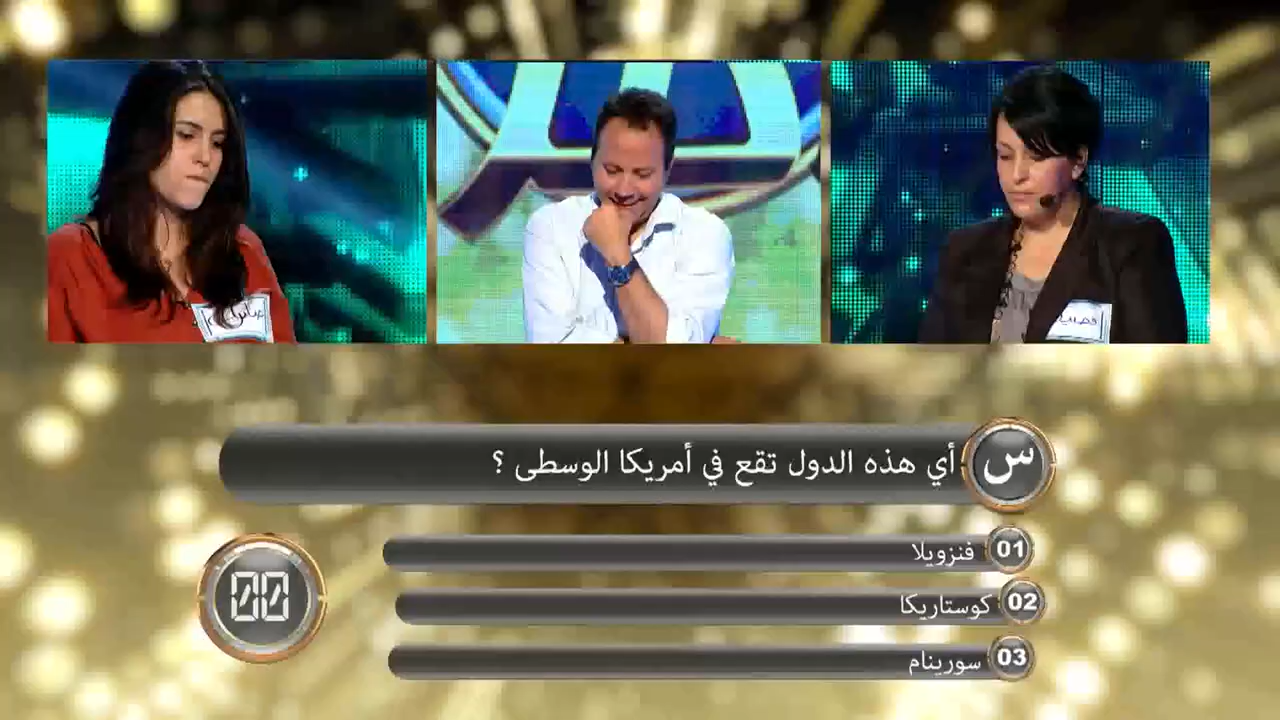 س
أي هذه الدول تقع في أمريكا الوسطى ؟
01 فنزويلا
02 كوستاريكا
03 سورينام
00